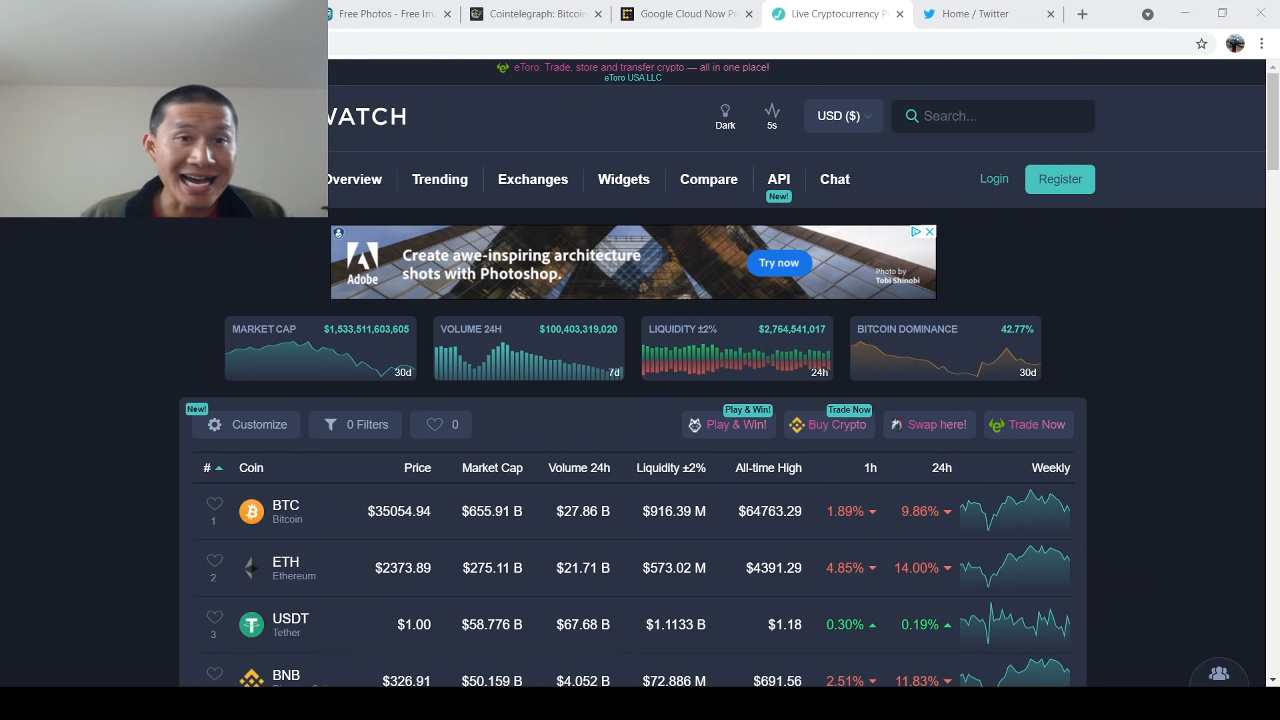 Free Photos - Free Im
Cointelegraph: Bitcoin
Google Cloud Now Pr
Live Cryptocurrency P
Home / Twitter
eToro: Trade, store and transfer crypto — all in one place!
eToro USA LLC
WATCH
Dark
5s
USD ($)
Search...
Overview
Trending
Exchanges
Widgets
Compare
API
New!
Chat
Login
Register
Adobe
Create awe-inspiring architecture
shots with Photoshop.
Try now
Photo by
Tobi Shinobi
MARKET CAP $1,533,511,603,605
30d
VOLUME 24H $100,403,319,020
7d
LIQUIDITY ±2% $2,764,541,017
24h
BITCOIN DOMINANCE 42.77%
30d
New!
Customize
0 Filters
0
Play & Win!
Play & Win!
Trade Now
Buy Crypto
Swap here!
Trade Now
# Coin Price Market Cap Volume 24h Liquidity ±2% All-time High 1h 24h Weekly
1 BTC Bitcoin $35054.94 $655.91 B $27.86 B $916.39 M $64763.29 1.89% 9.86%
2 ETH Ethereum $2373.89 $275.11 B $21.71 B $573.02 M $4391.29 4.85% 14.00%
3 USDT Tether $1.00 $58.776 B $67.68 B $1.1133 B $1.18 0.30% 0.19%
BNB $326.91 $50.159 B $4.052 B $72.886 M $691.56 2.51% 11.83%